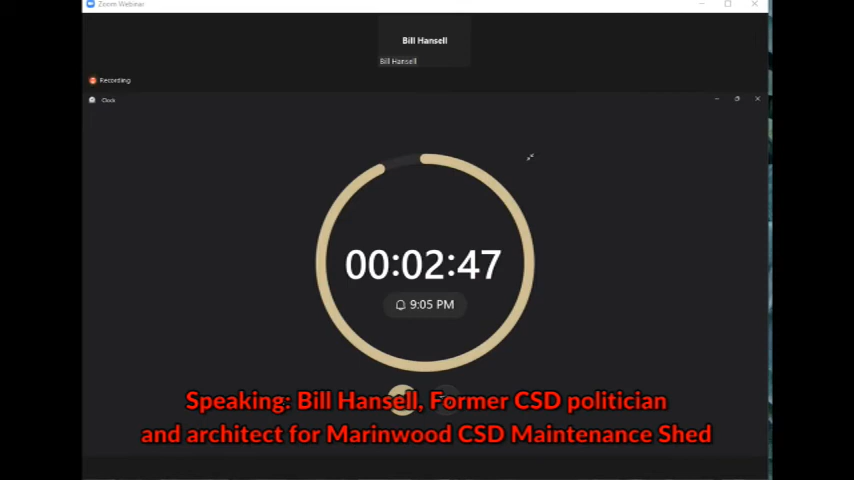 Zoom Webinar
Bill Hansell
Bill Hansell
Recording
Clock
00:02:47
9:05 PM
Speaking: Bill Hansell, Former CSD politician
and architect for Marinwood CSD Maintenance Shed